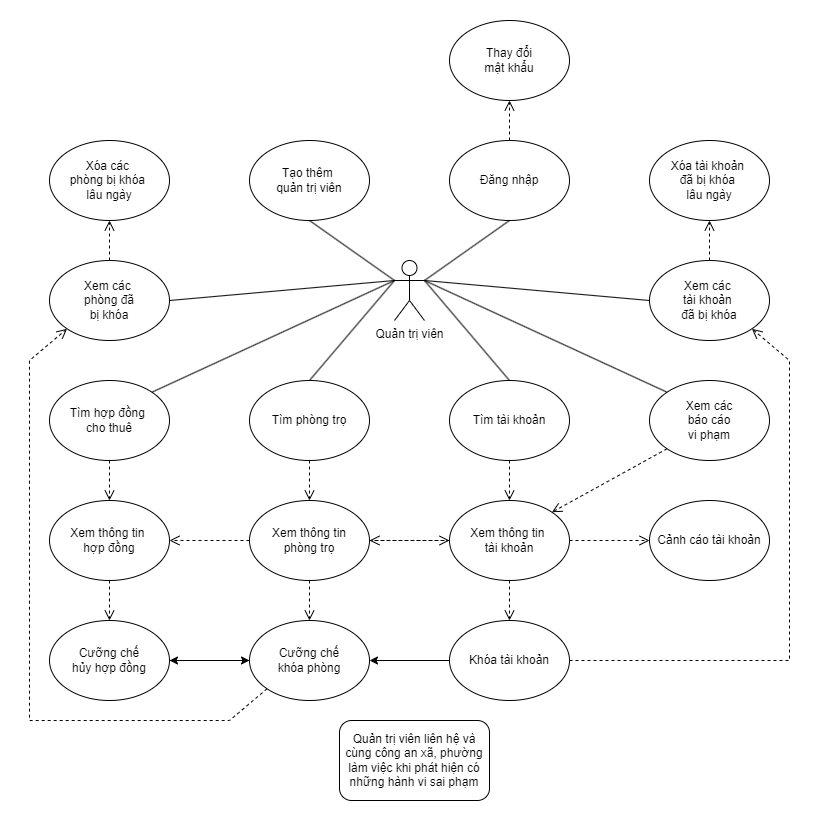 Thay đổi
mật khẩu
Xóa các
phòng bị khóa
lâu ngày
Tạo thêm
quản trị viên
Đăng nhập
Xóa tài khoản
đã bị khóa
lâu ngày
Xem các
phòng đã
bị khóa
Quản trị viên
Xem các
tài khoản
đã bị khóa
Tìm hợp đồng
cho thuê
Tìm phòng trọ
Tìm tài khoản
Xem các
báo cáo
vi phạm
Xem thông tin
hợp đồng
Xem thông tin
phòng trọ
Xem thông tin
tài khoản
Cảnh cáo tài khoản
Cưỡng chế
hủy hợp đồng
Cưỡng chế
khóa phòng
Khóa tài khoản
Quản trị viên liên hệ và
cùng công an xã, phường
làm việc khi phát hiện có
những hành vi sai phạm